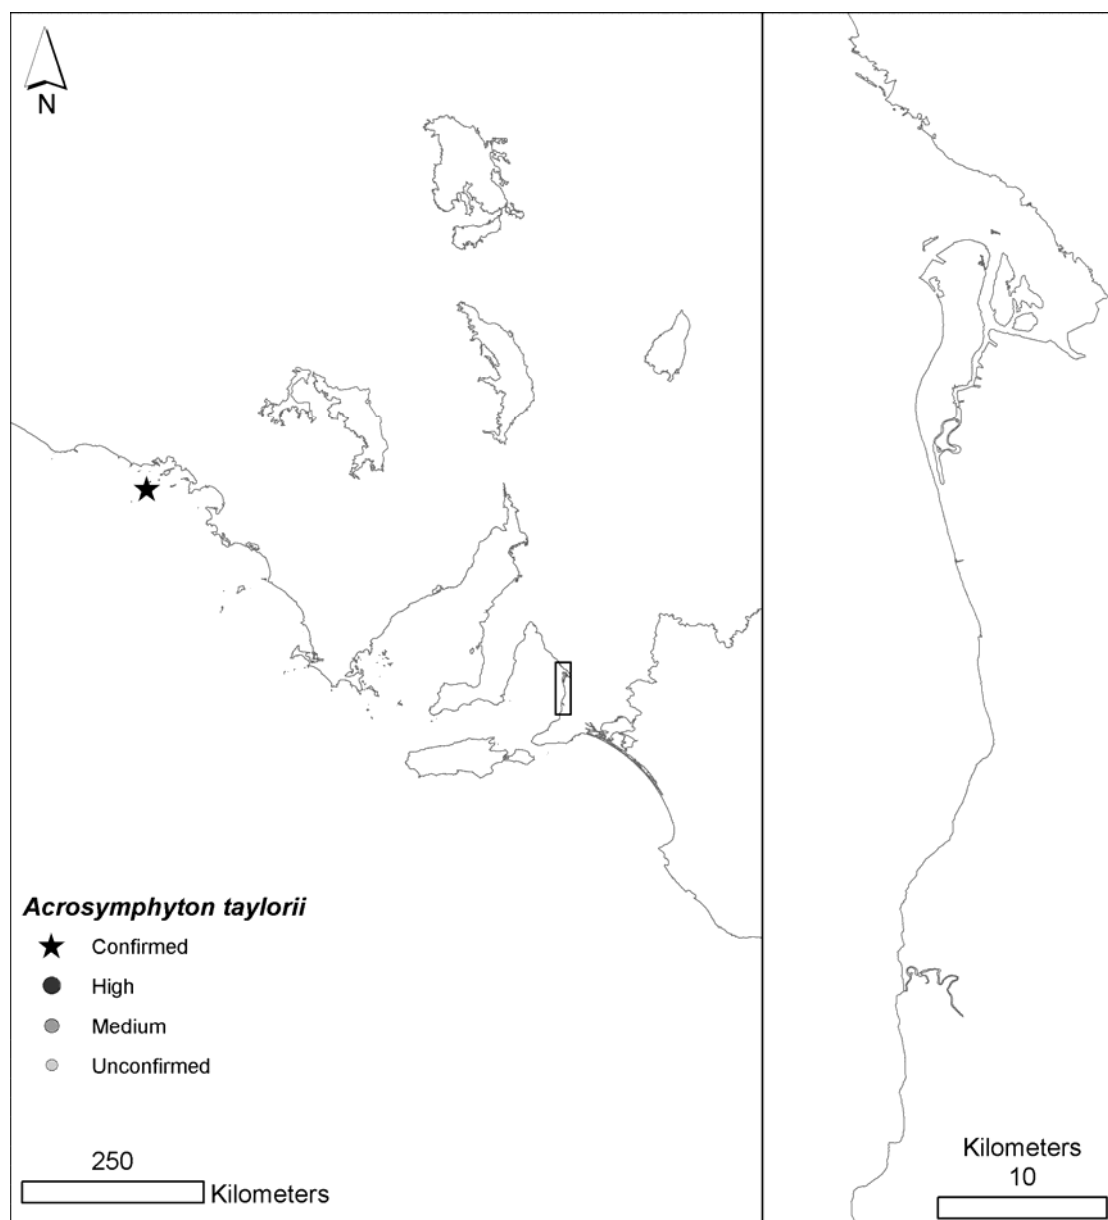 N
Acrosymphyton taylorii
Confirmed
High
Medium
Unconfirmed
250
Kilometers
Kilometers
10